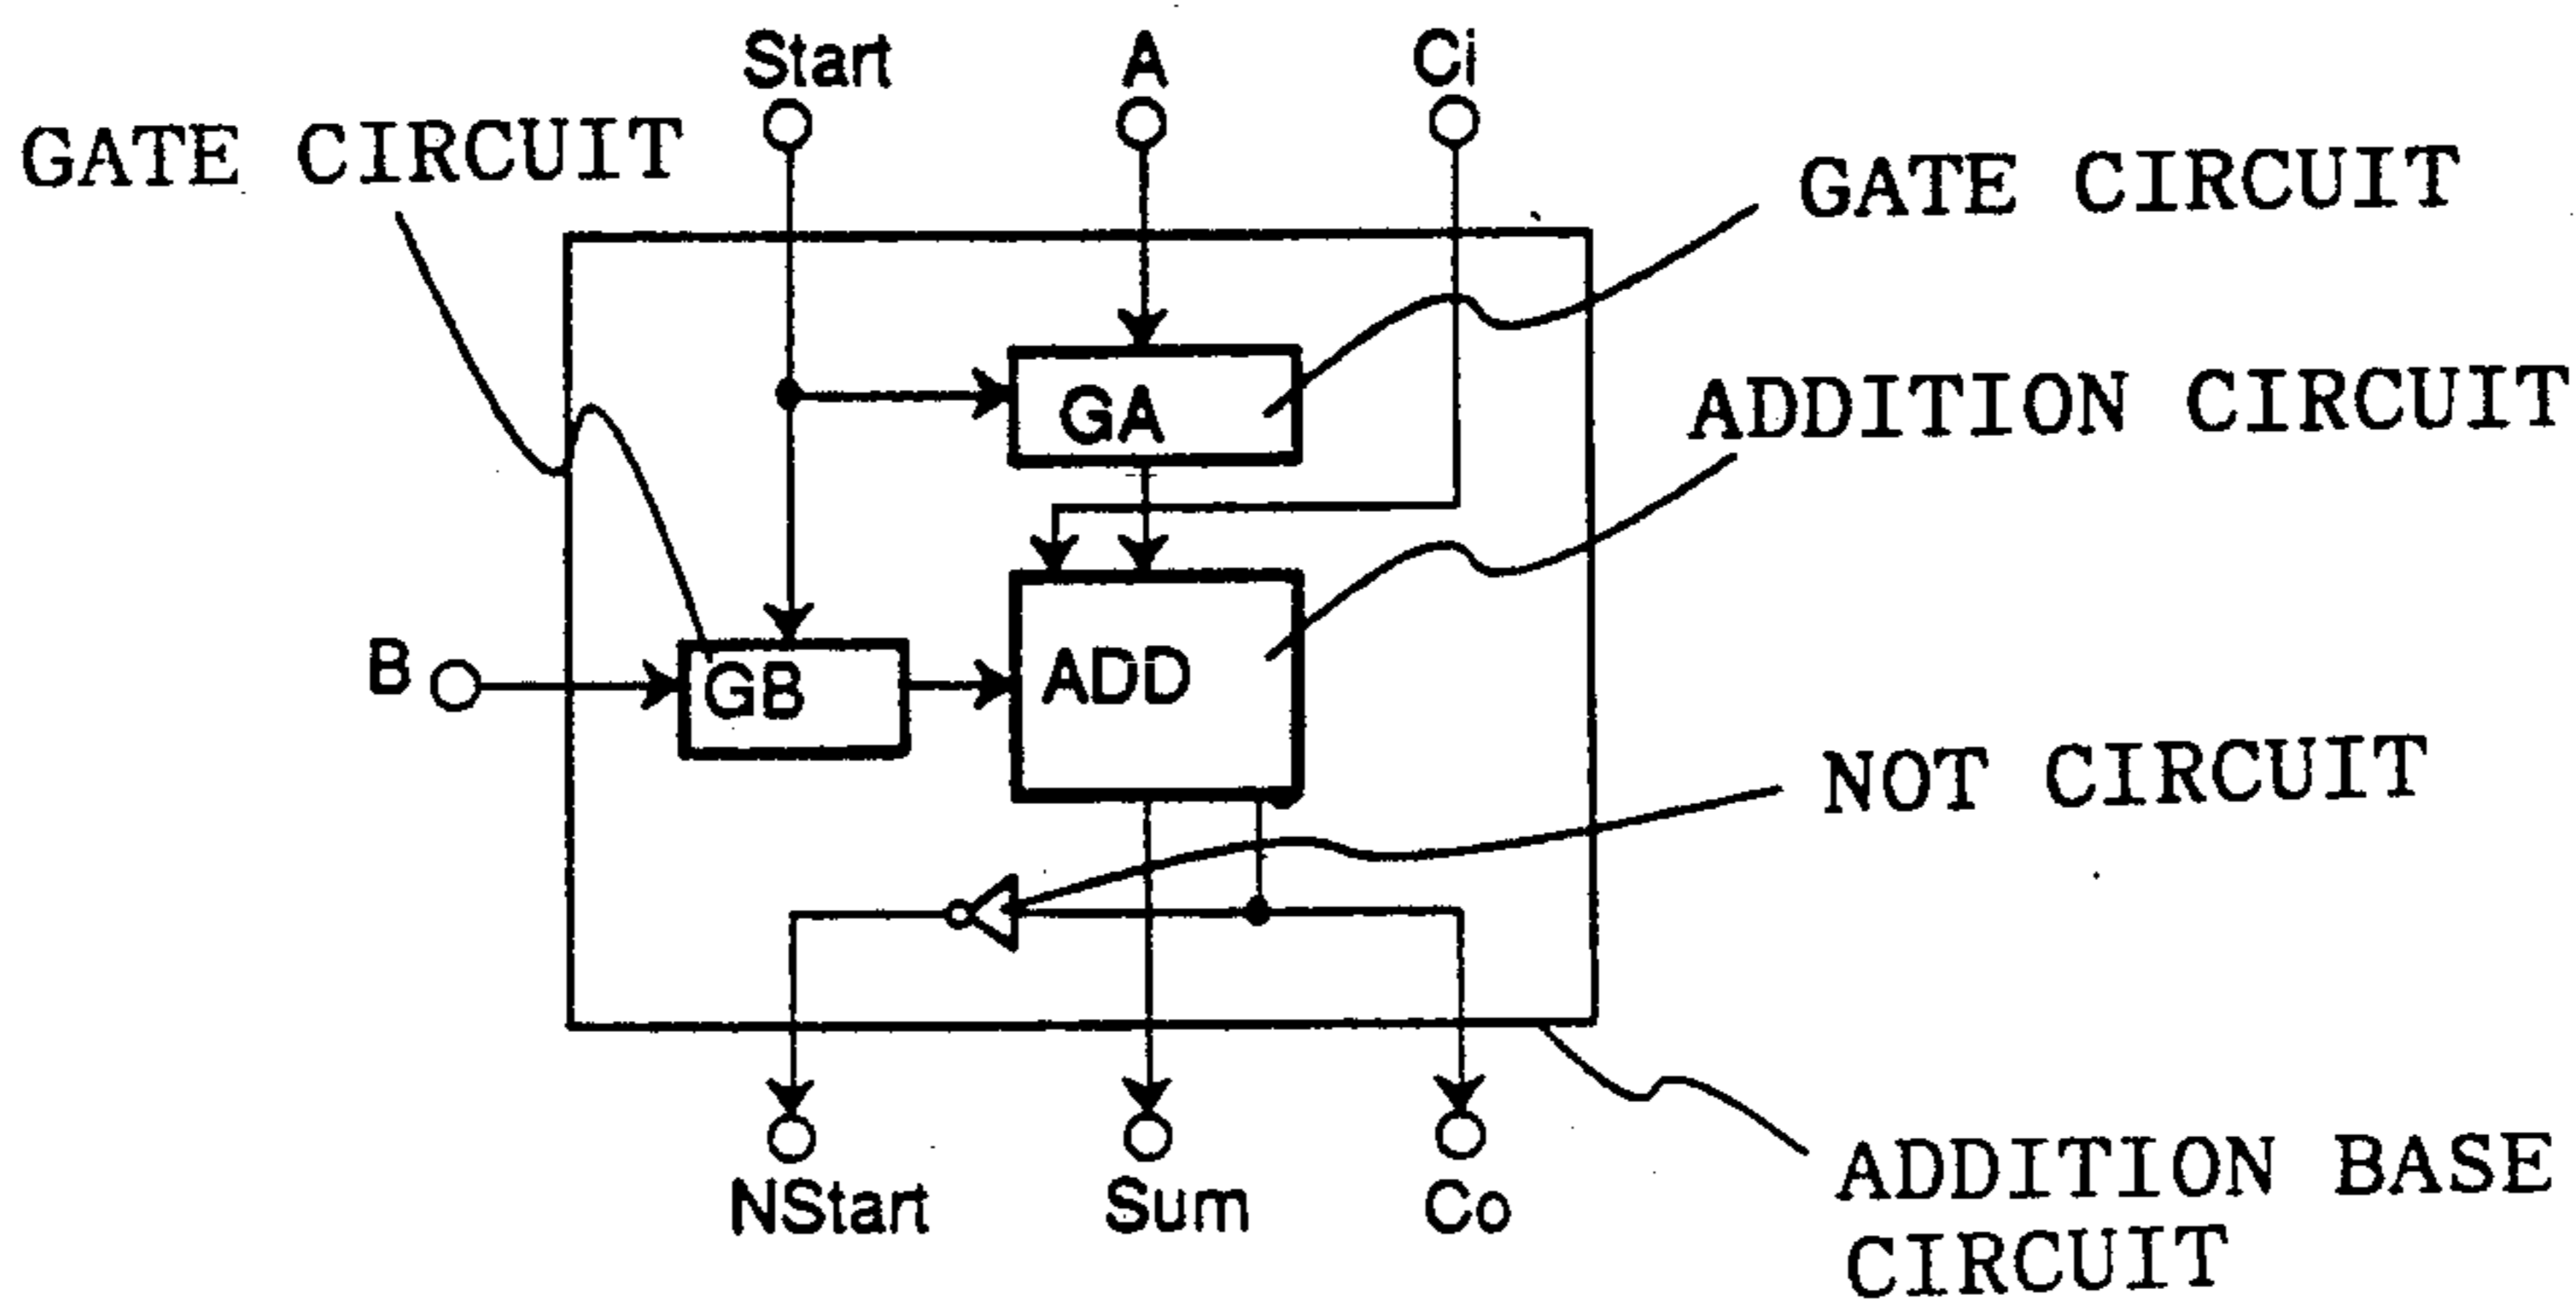 Start
A
Ci
GATE CIRCUIT
GATE CIRCUIT
GA
ADDITION CIRCUIT
B
GB
ADD
NOT CIRCUIT
NStart
Sum
Co
ADDITION BASE
CIRCUIT